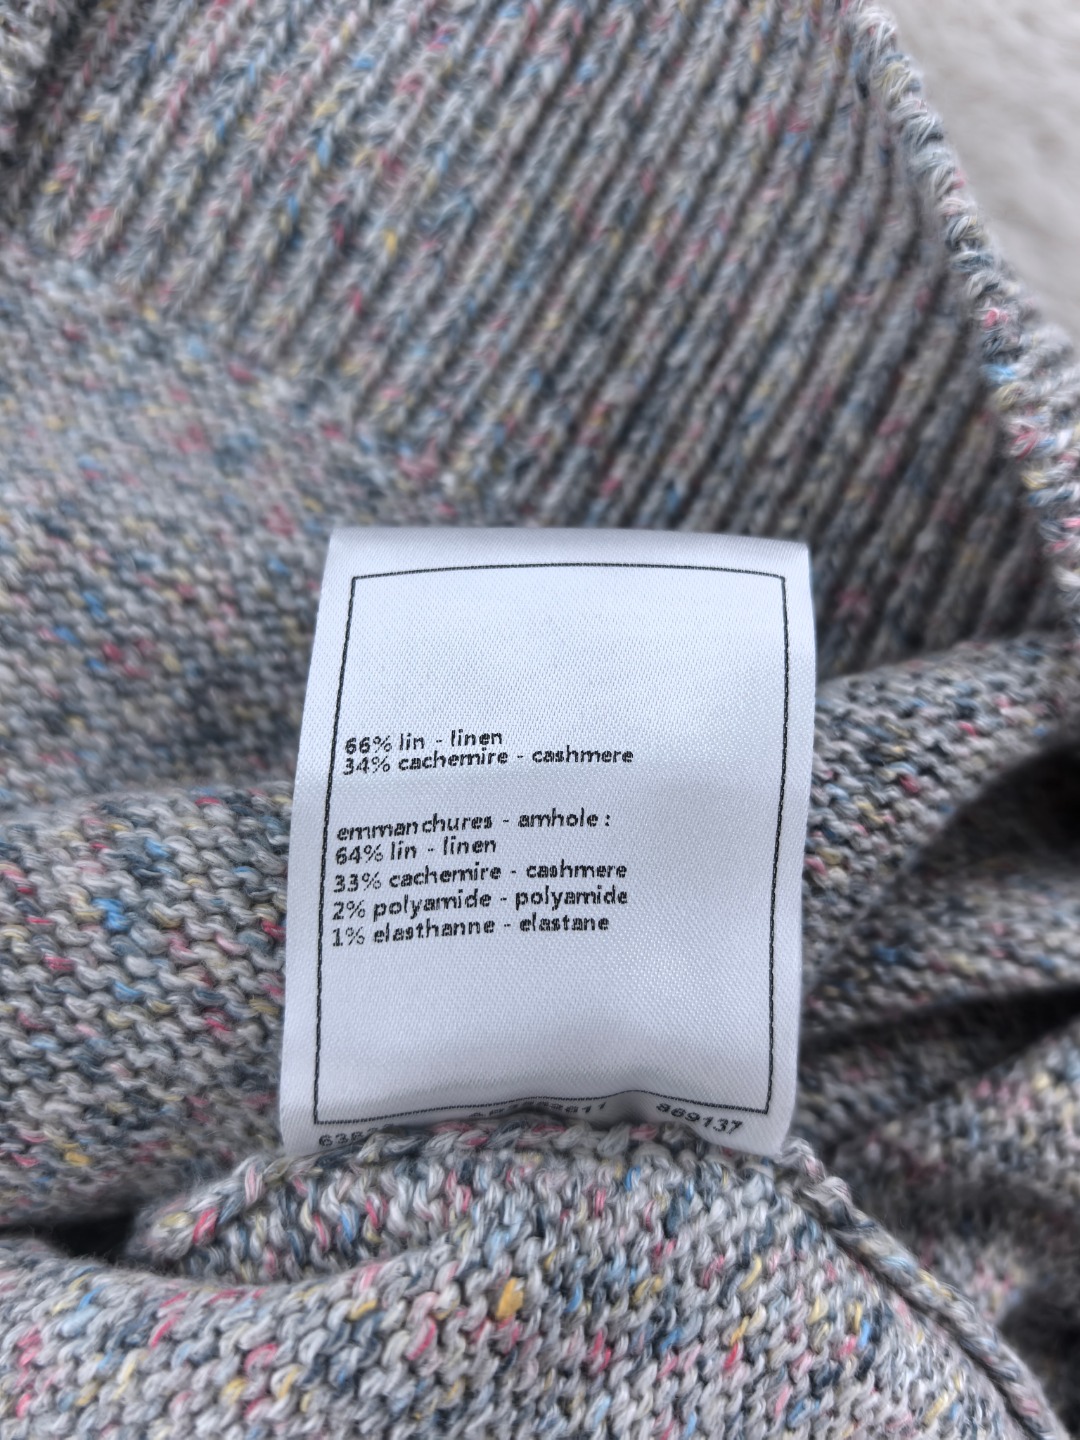 66% lin - linen
34% cachemire - cashmere
emmanchures - amhole :
64% lin - linen
33% cachemire - cashmere
2% polyamide - polyamide
1% elasthanne - elastane
869137